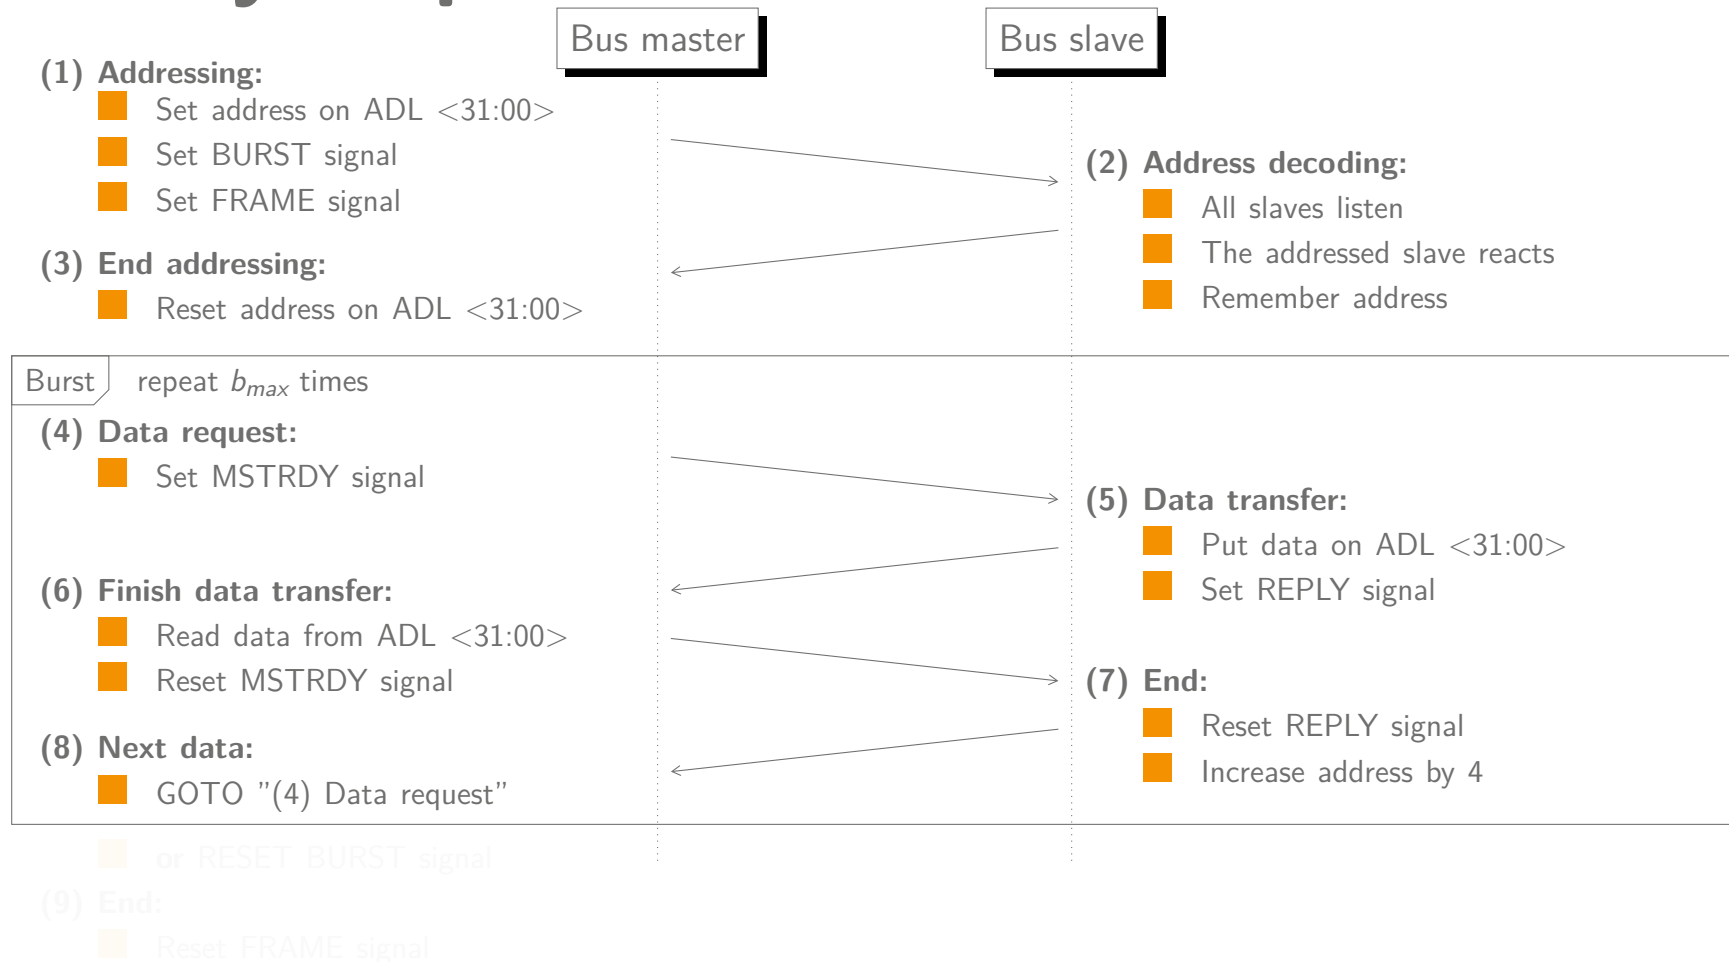 Bus master
Bus slave
(1) Addressing:
Set address on ADL <31:00>
Set BURST signal
Set FRAME signal
(2) Address decoding:
All slaves listen
The addressed slave reacts
Remember address
(3) End addressing:
Reset address on ADL <31:00>
Burst repeat bmax times
(4) Data request:
Set MSTRDY signal
(5) Data transfer:
Put data on ADL <31:00>
Set REPLY signal
(6) Finish data transfer:
Read data from ADL <31:00>
Reset MSTRDY signal
(7) End:
Reset REPLY signal
Increase address by 4
(8) Next data:
GOTO ”(4) Data request”
or RESET BURST signal
(9) End:
Reset FRAME signal